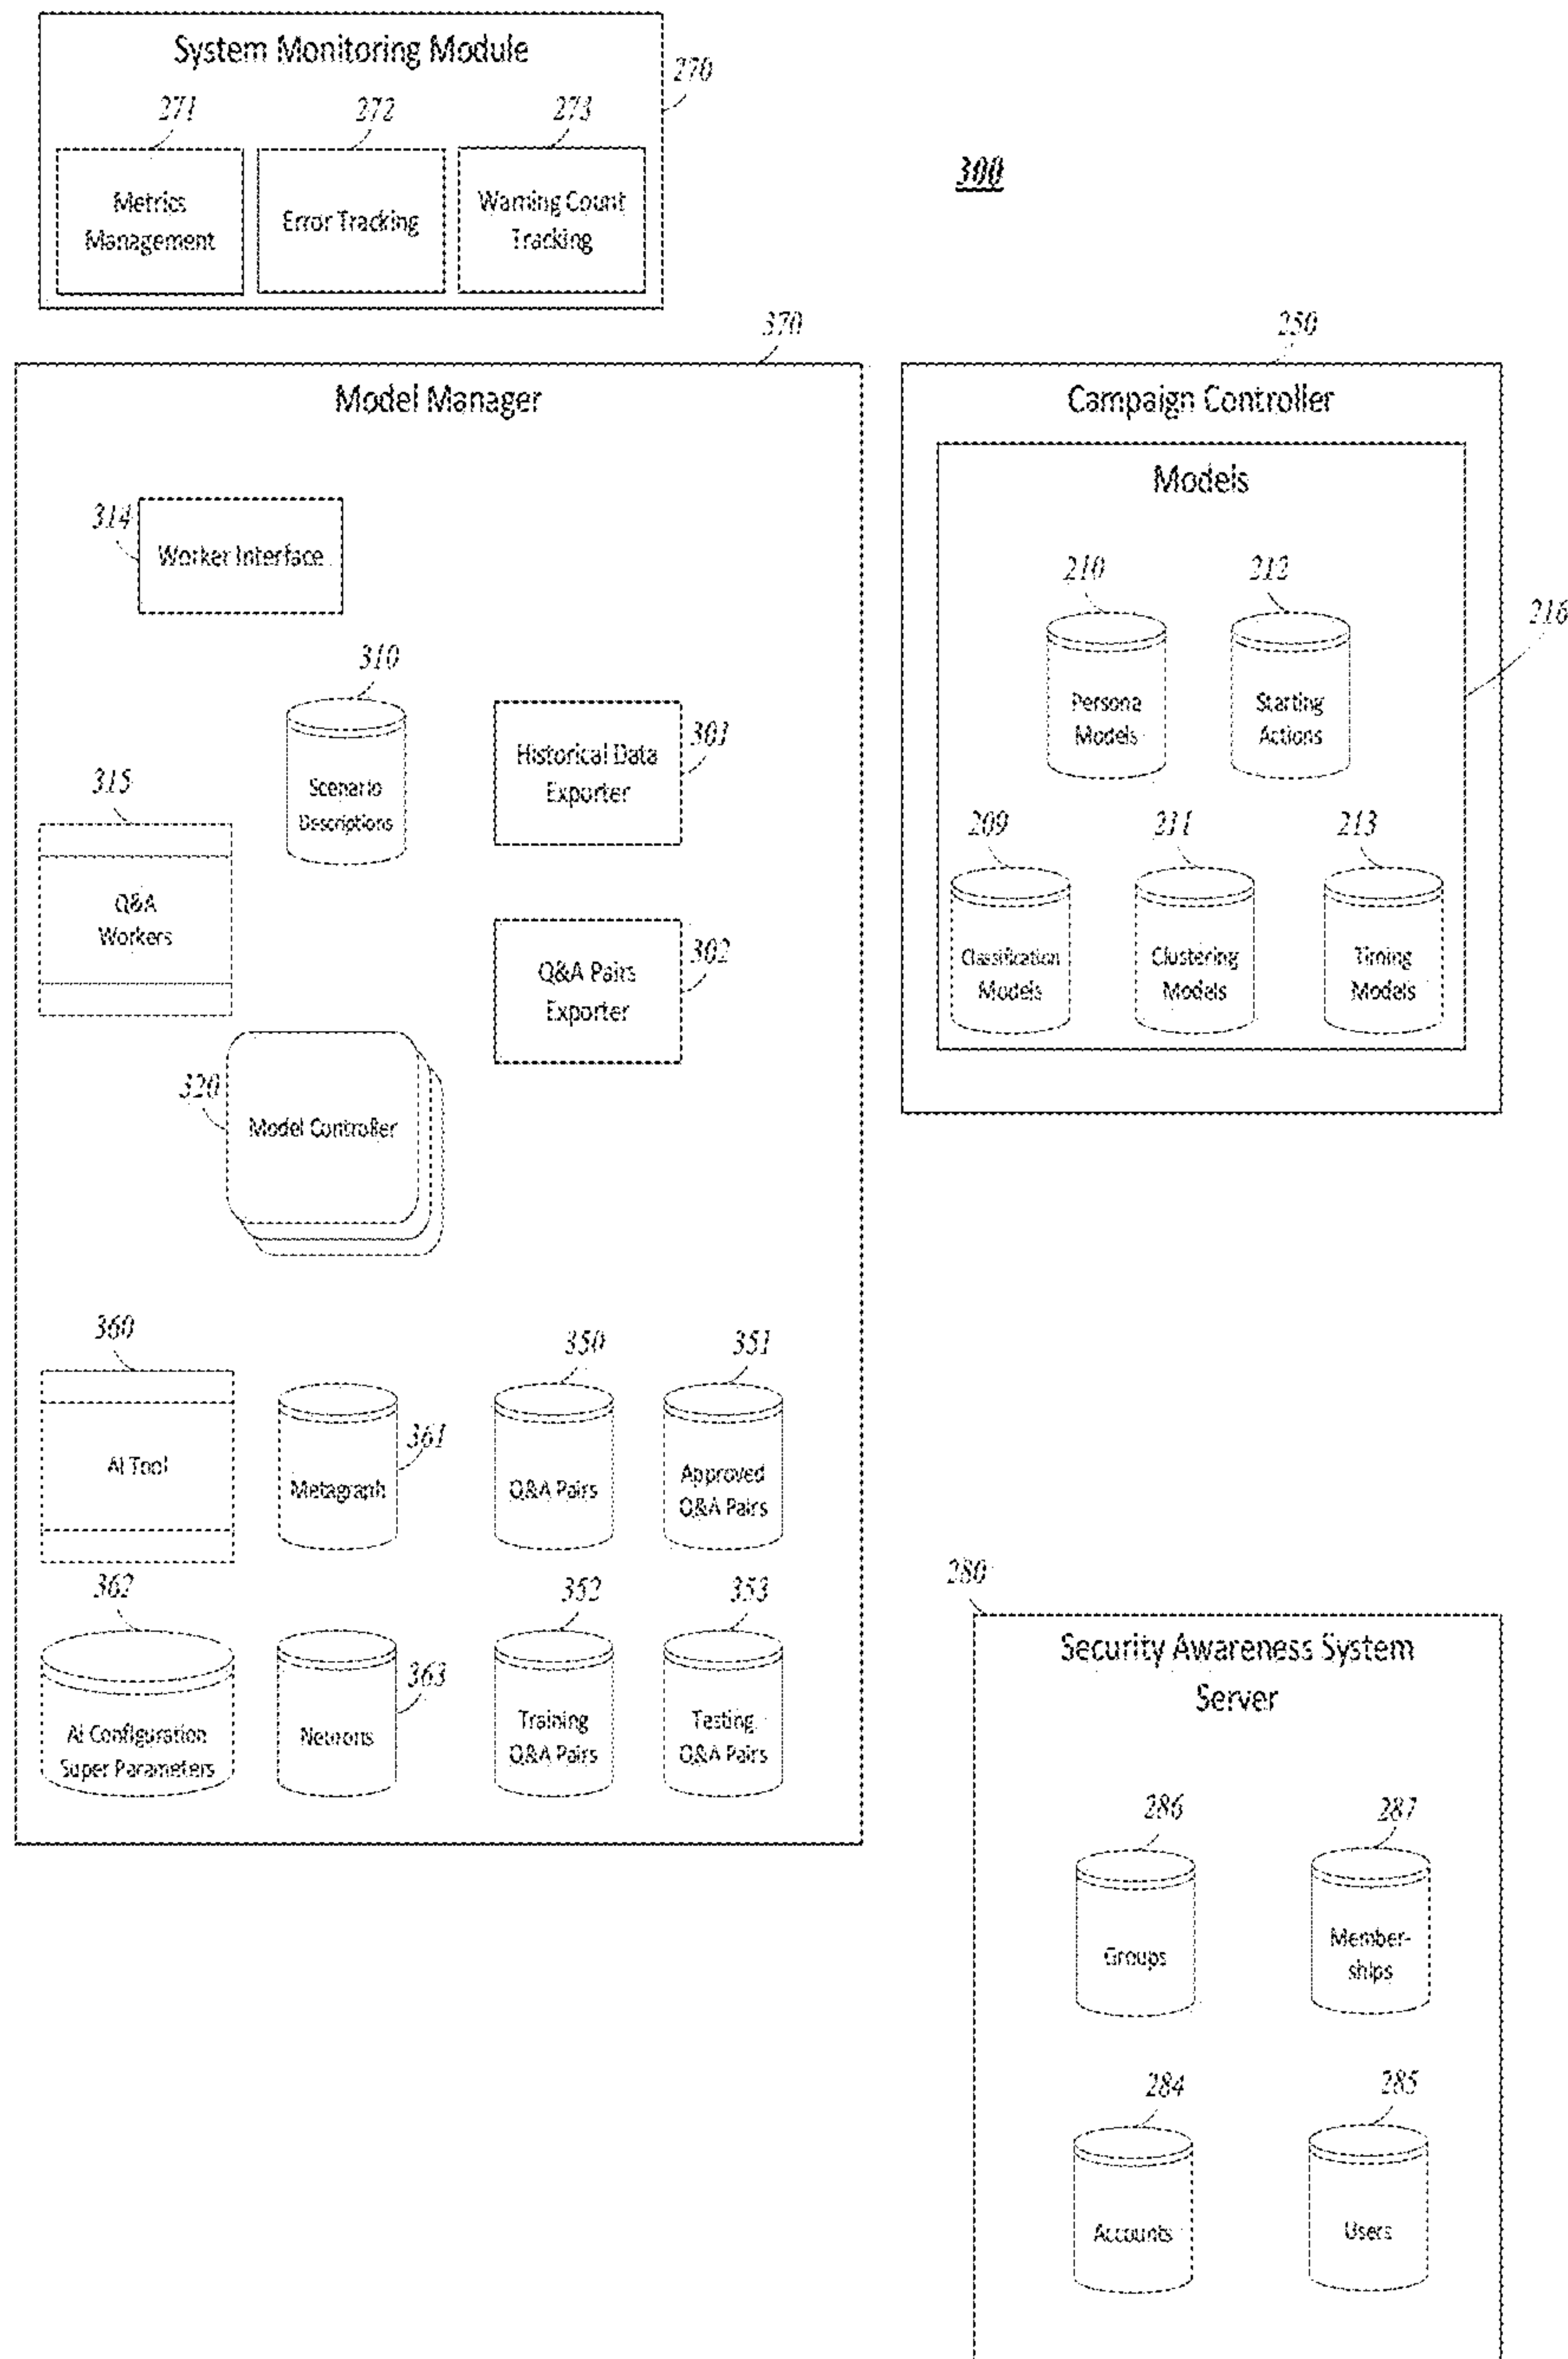 System Monitoring Module
270
271
272
273
Metrics
Management
Error Tracking
Warning Count
Tracking
300
370
Model Manager
314
Worker Interface
310
Scenario
Descriptions
301
Historical Data
Exporter
315
Q&A
Workers
302
Q&A Pairs
Exporter
320
Model Controller
360
AI Tool
361
Metagraph
350
Q&A Pairs
351
Approved
Q&A Pairs
362
AI Configuration
Super Parameters
363
Neurons
352
Training
Q&A Pairs
353
Testing
Q&A Pairs
250
Campaign Controller
Models
216
210
Persona
Models
212
Starting
Actions
209
Classification
Models
211
Clustering
Models
213
Timing
Models
280
Security Awareness System
Server
286
Groups
287
Member-
ships
284
Accounts
285
Users